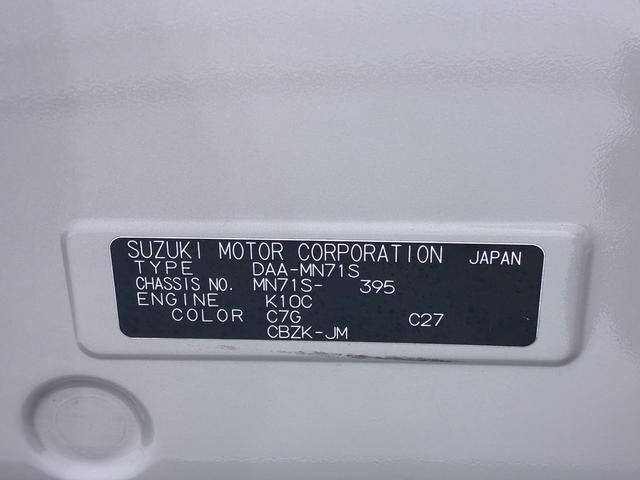 SUZUKI MOTOR CORPORATION JAPAN
TYPE DAA-MN71S
CHASSIS NO. MN71S- 395
ENGINE K10C
COLOR C7G C27
CBZK-JM